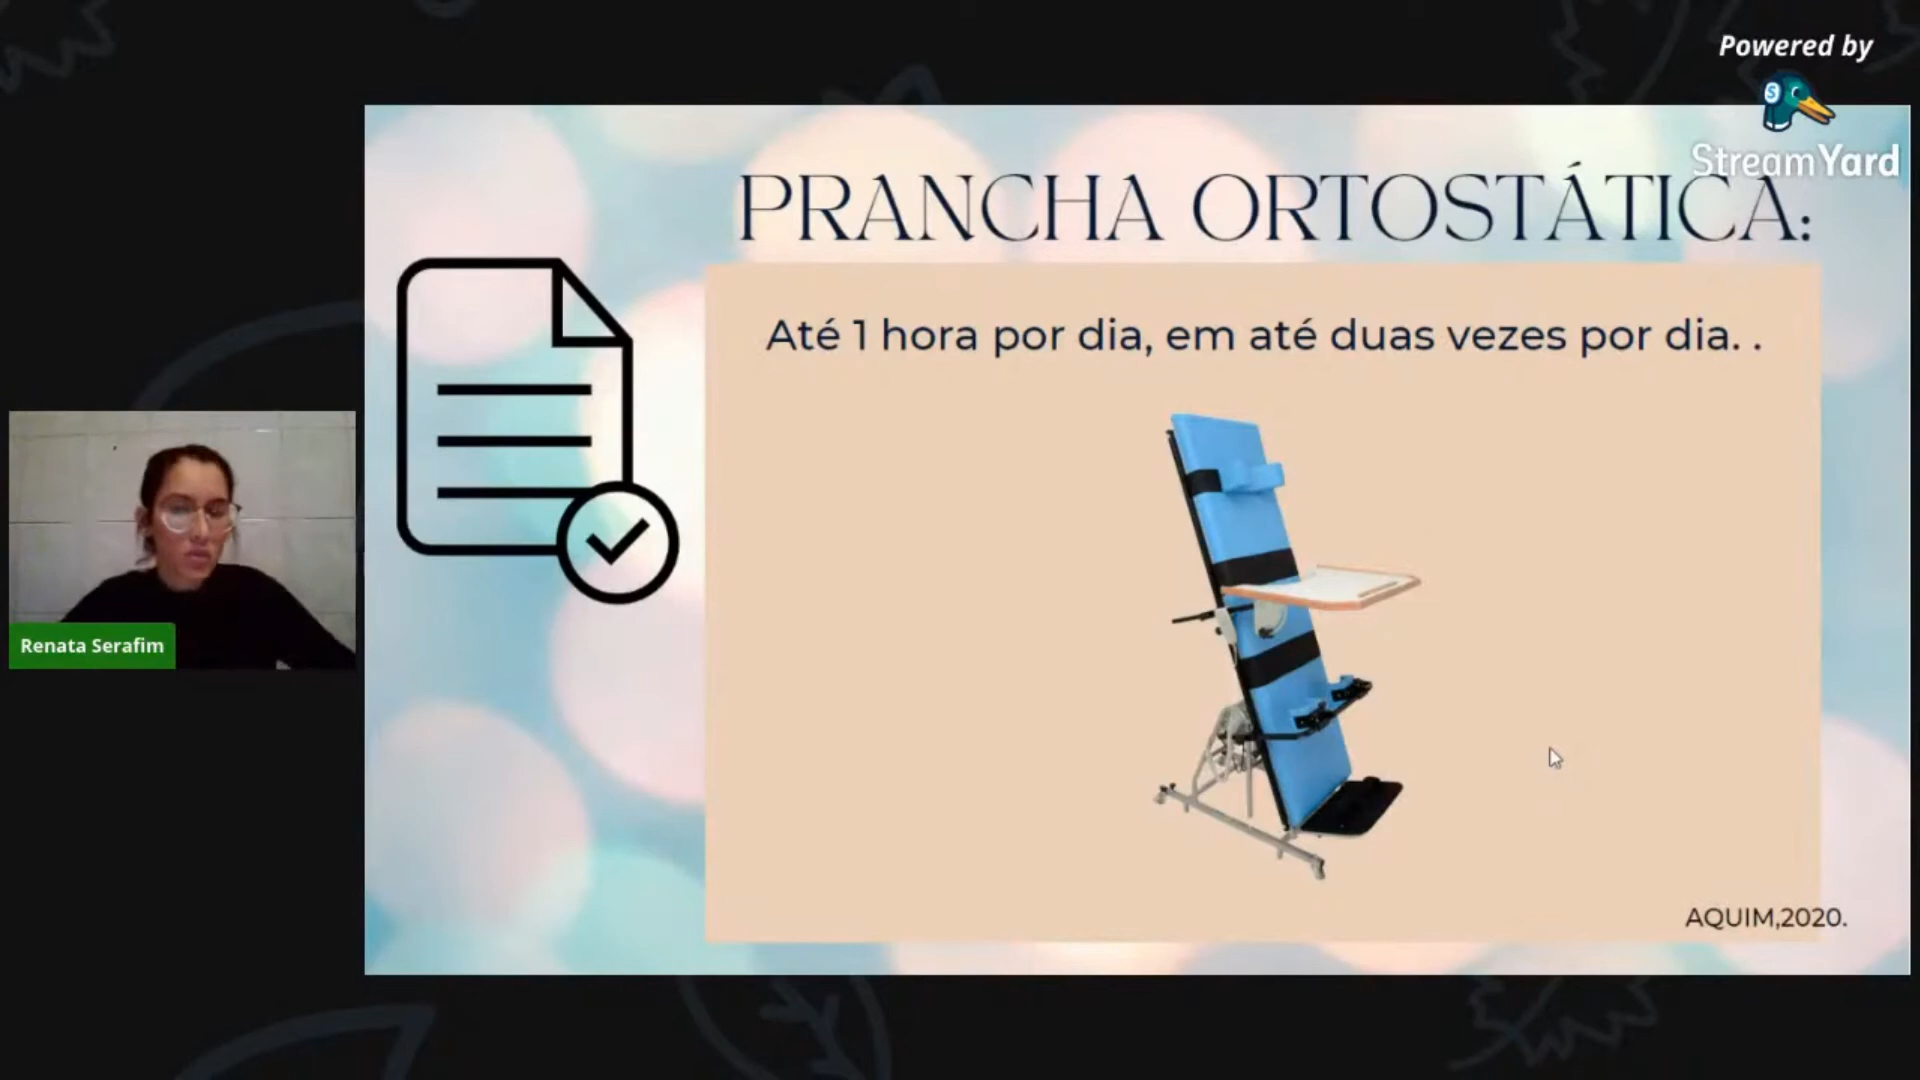 Powered by
StreamYard
PRANCHA ORTOSTÁTICA:
Até 1 hora por dia, em até duas vezes por dia. .
Renata Serafim
AQUIM,2020.